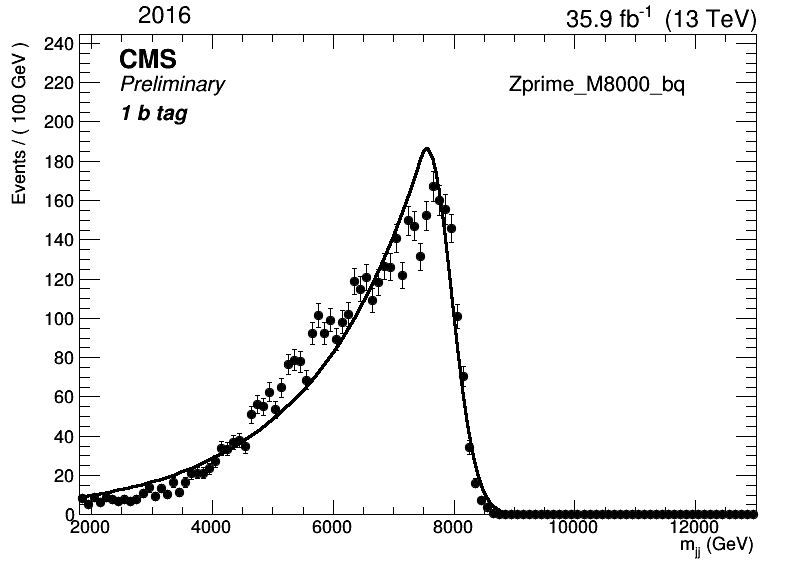 2016
35.9 fb⁻¹ (13 TeV)
CMS
Preliminary
1 b tag
Zprime_M8000_bq
Events / ( 100 GeV )
240
220
200
180
160
140
120
100
80
60
40
20
0
2000 4000 6000 8000 10000 12000
m_jj (GeV)